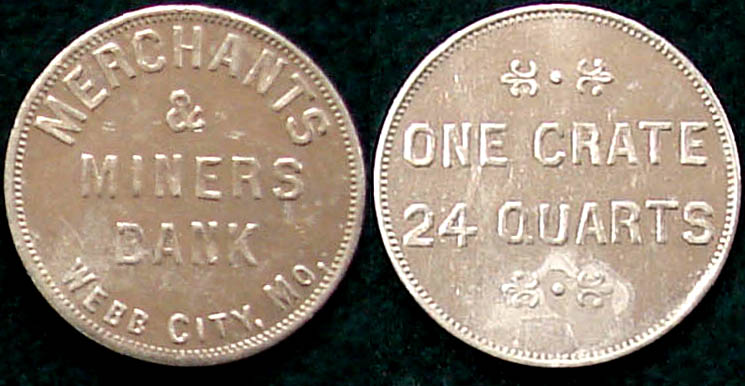 MERCHANTS
&
MINERS
BANK
WEBB CITY, MO.
ONE CRATE
24 QUARTS